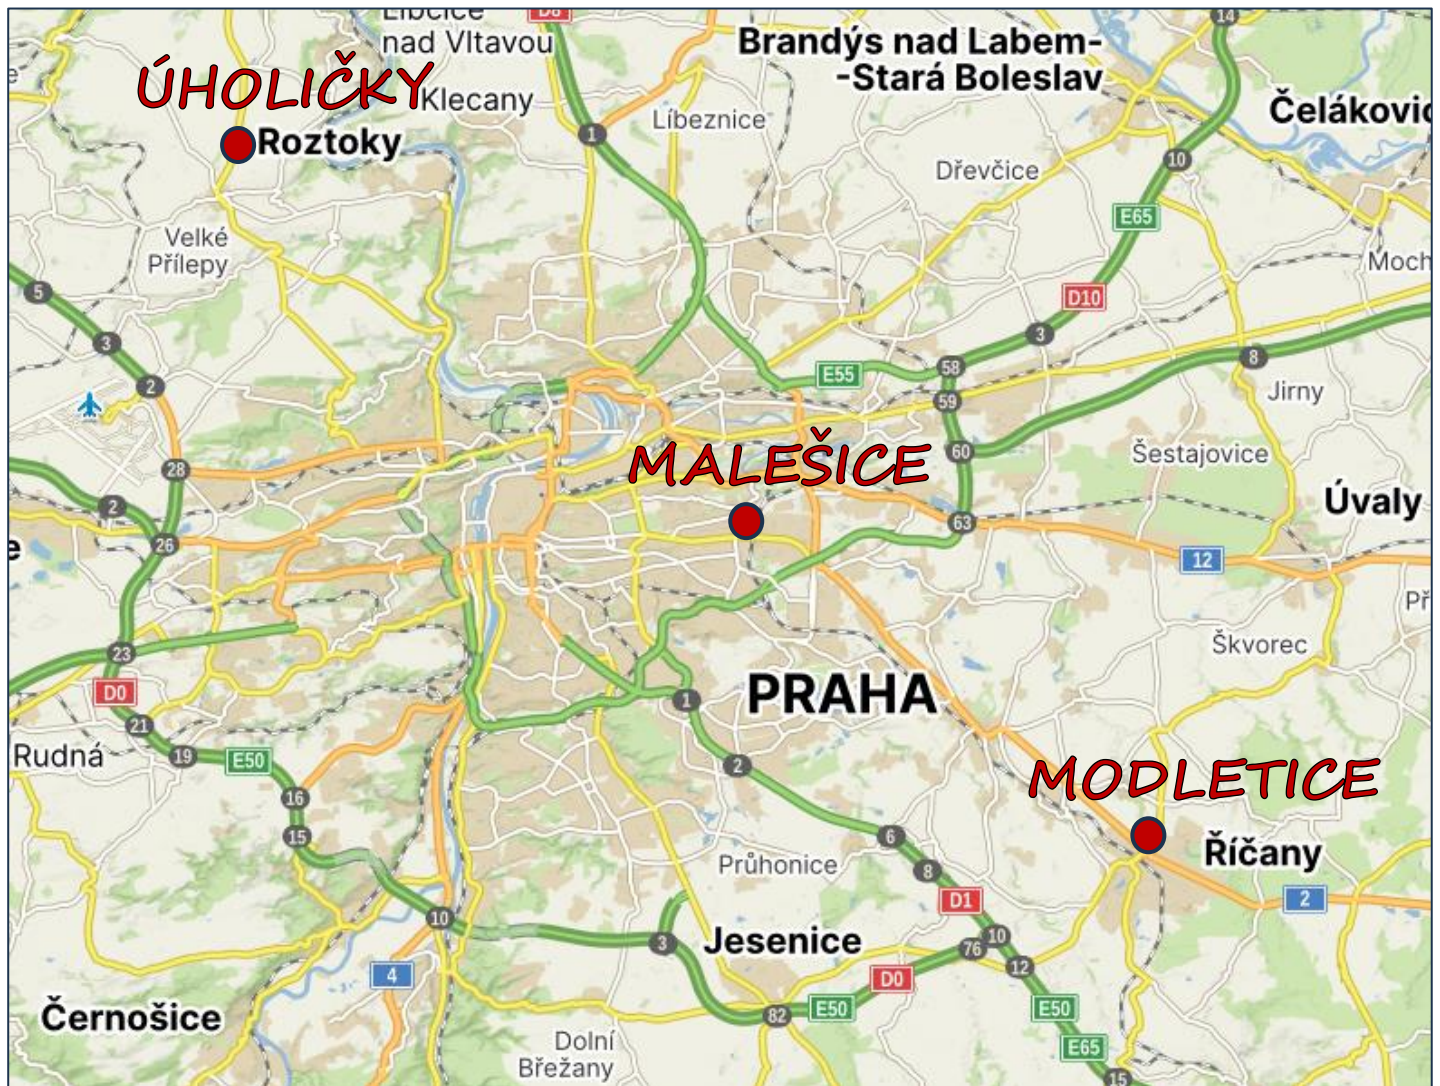 Libčice
nad Vltavou
D8
14
Brandýs nad Labem-
-Stará Boleslav
ÚHOLIČKY
Klecany
Čelákovic
Líbeznice
1
Roztoky
Dřevčice
10
E65
Velké
Přílepy
Moch
5
D10
3
3
2
58
8
E55
Jirny
59
MALEŠICE
60
Šestajovice
28
2
Úvaly
63
26
e
12
Př
Škvorec
23
D0
PRAHA
1
21
Rudná
19
E50
2
MODLETICE
16
15
6
Průhonice
Říčany
8
D1
2
10
3
Jesenice
10
76
12
4
D0
Černošice
82
E50
E50
Dolní
Břežany
E65
15